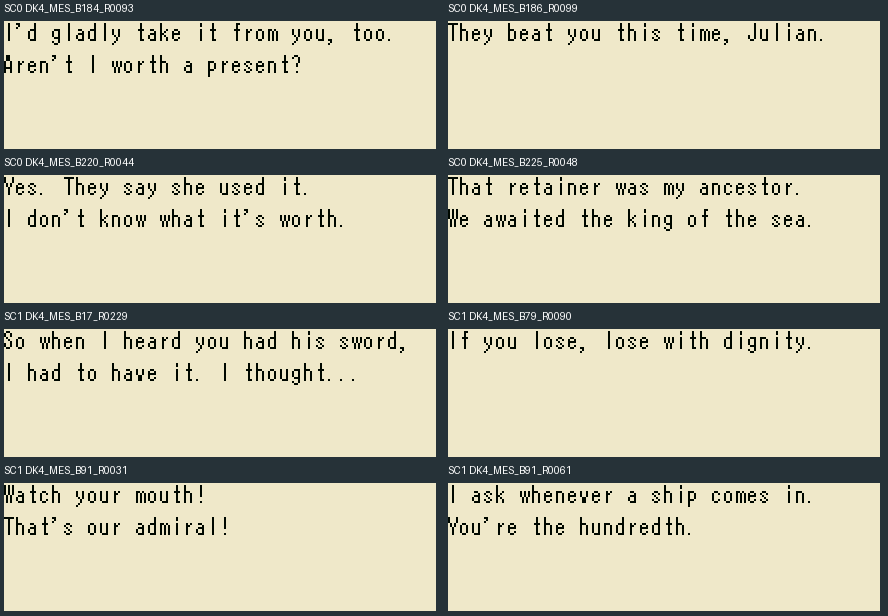 SC0 DK4_MES_B184_R0093
I'd gladly take it from you, too.
Aren't I worth a present?
SC0 DK4_MES_B186_R0099
They beat you this time, Julian.
SC0 DK4_MES_B220_R0044
Yes. They say she used it.
I don't know what it's worth.
SC0 DK4_MES_B225_R0048
That retainer was my ancestor.
We awaited the king of the sea.
SC1 DK4_MES_B17_R0229
So when I heard you had his sword,
I had to have it. I thought...
SC1 DK4_MES_B79_R0090
If you lose, lose with dignity.
SC1 DK4_MES_B91_R0031
Watch your mouth!
That's our admiral!
SC1 DK4_MES_B91_R0061
I ask whenever a ship comes in.
You're the hundredth.